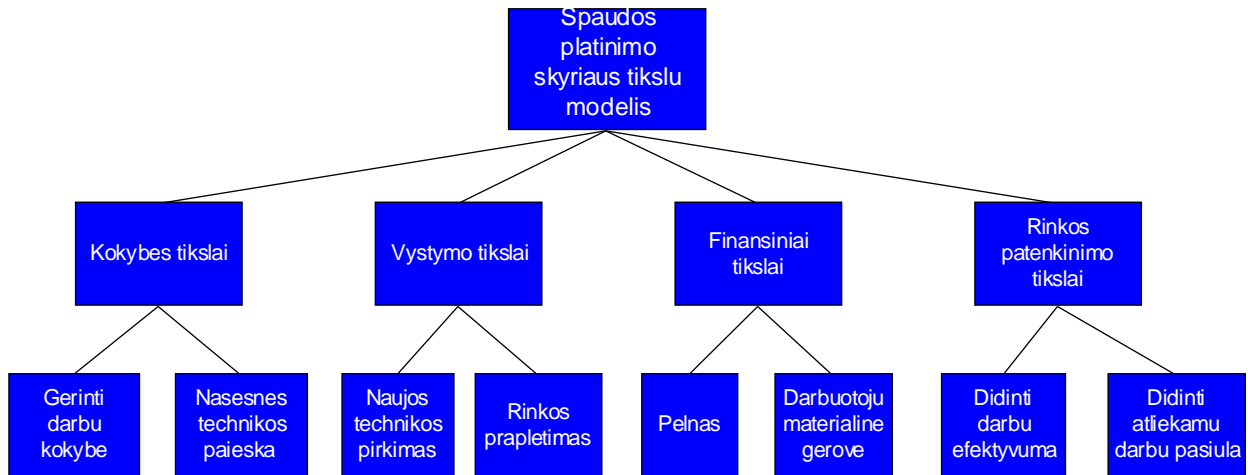 Spaudos
platinimo
skyriaus tikslu
modelis
Kokybes tikslai
Vystymo tikslai
Finansiniai
tikslai
Rinkos
patenkinimo
tikslai
Gerinti
darbu
kokybe
Nasesnes
technikos
paieska
Naujos
technikos
pirkimas
Rinkos
prapletimas
Pelnas
Darbuotoju
materialine
gerove
Didinti
darbu
efektyvuma
Didinti
atliekamu
darbu pasiula